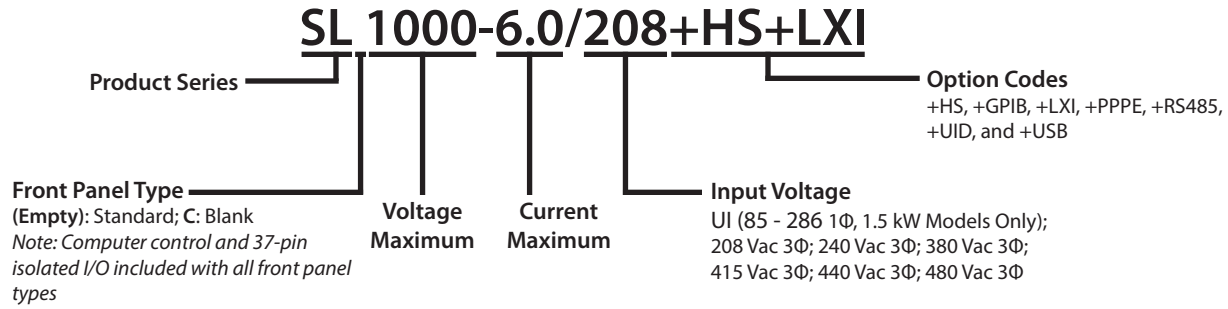 SL 1000-6.0/208+HS+LXI
Product Series
Option Codes
+HS, +GPIB, +LXI, +PPPE, +RS485,
+UID, and +USB
Front Panel Type
(Empty): Standard; C: Blank
Note: Computer control and 37-pin
isolated I/O included with all front panel
types
Voltage
Maximum
Current
Maximum
Input Voltage
UI (85 - 286 1Φ, 1.5 kW Models Only);
208 Vac 3Φ; 240 Vac 3Φ; 380 Vac 3Φ;
415 Vac 3Φ; 440 Vac 3Φ; 480 Vac 3Φ